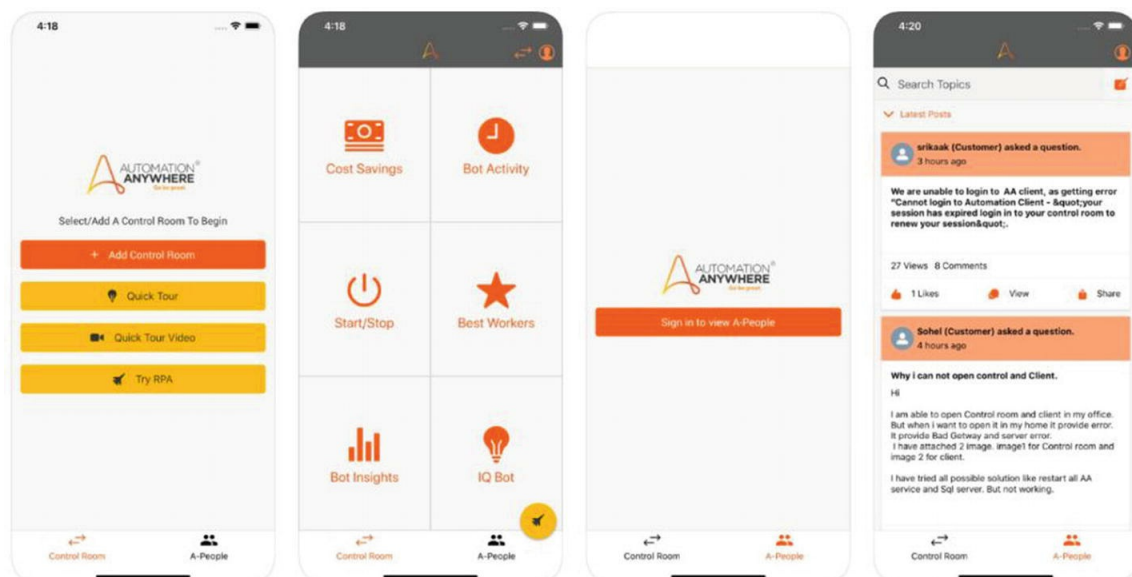 4:18
AUTOMATION®
ANYWHERE
Go be great
Select/Add A Control Room To Begin
+ Add Control Room
Quick Tour
Quick Tour Video
Try RPA
Control Room
A-People
4:18
Cost Savings
Bot Activity
Start/Stop
Best Workers
Bot Insights
IQ Bot
Control Room
A-People
AUTOMATION®
ANYWHERE
Go be great
Sign in to view A-People
Control Room
A-People
4:20
Search Topics
Latest Posts
srikaak (Customer) asked a question.
3 hours ago
We are unable to login to AA client, as getting error
"Cannot login to Automation Client - &quot;your
session has expired login in to your control room to
renew your session&quot;.
27 Views 8 Comments
1 Likes
View
Share
Sohel (Customer) asked a question.
4 hours ago
Why i can not open control and Client.
Hi
I am able to open Control room and client in my office.
But when i want to open it in my home it provide error.
It provide Bad Getway and server error.
I have attached 2 image. image1 for Control room and
image 2 for client.
I have tried all possible solution like restart all AA
service and Sql server. But not working.
Control Room
A-People